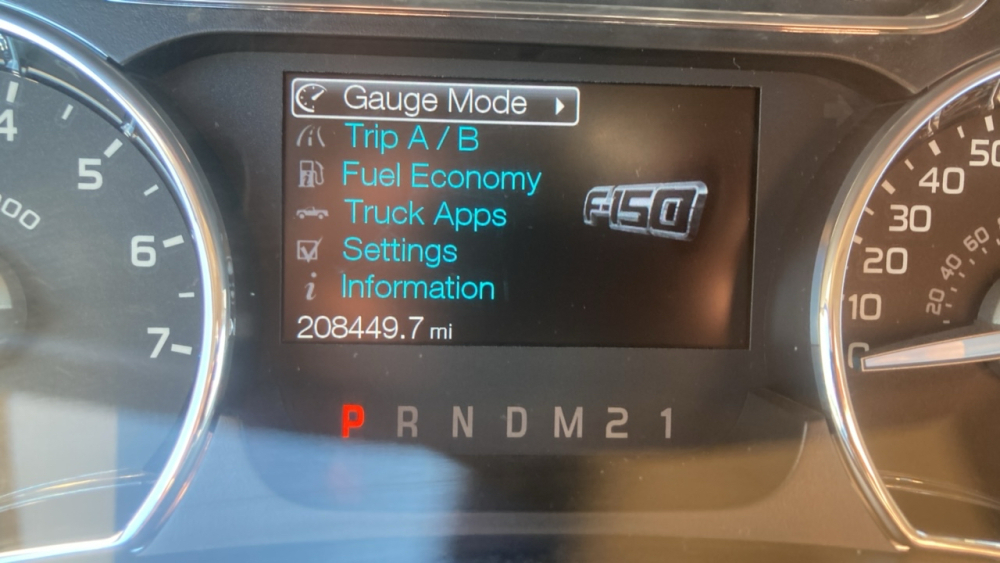 Gauge Mode
Trip A / B
Fuel Economy
Truck Apps
Settings
Information
208449.7 mi
F-150
P R N D M 2 1
4
5
6
7
50
40
30
20
10
60
40
20